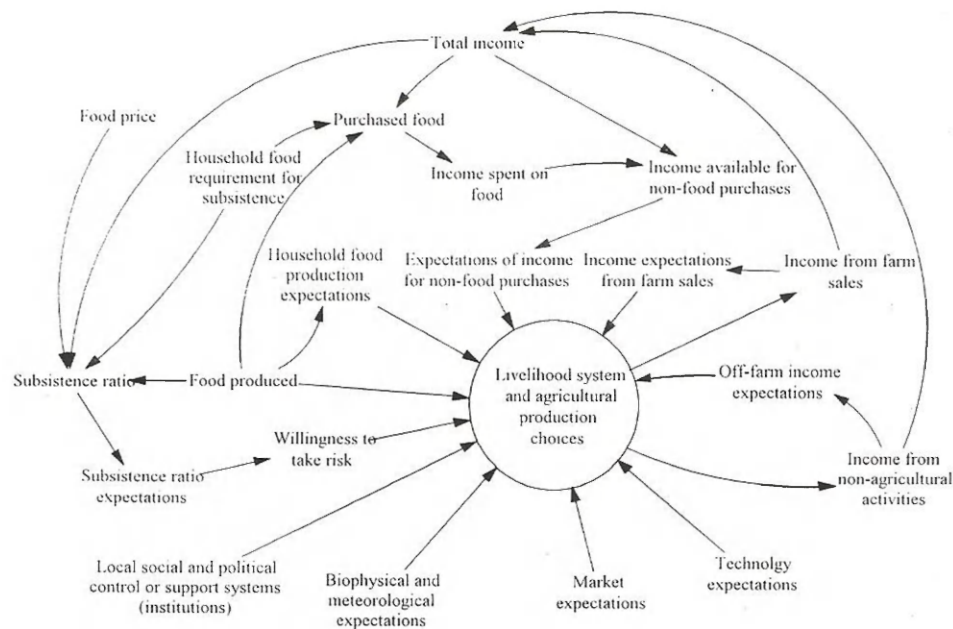 Total income
Food price
Purchased food
Household food
requirement for
subsistence
Income spent on
food
Income available for
non-food purchases
Household food
production
expectations
Expectations of income
for non-food purchases
Income expectations
from farm sales
Income from farm
sales
Subsistence ratio
Food produced
Livelihood system
and agricultural
production
choices
Off-farm income
expectations
Willingness to
take risk
Subsistence ratio
expectations
Income from
non-agricultural
activities
Local social and political
control or support systems
(institutions)
Biophysical and
meteorological
expectations
Market
expectations
Technolgy
expectations